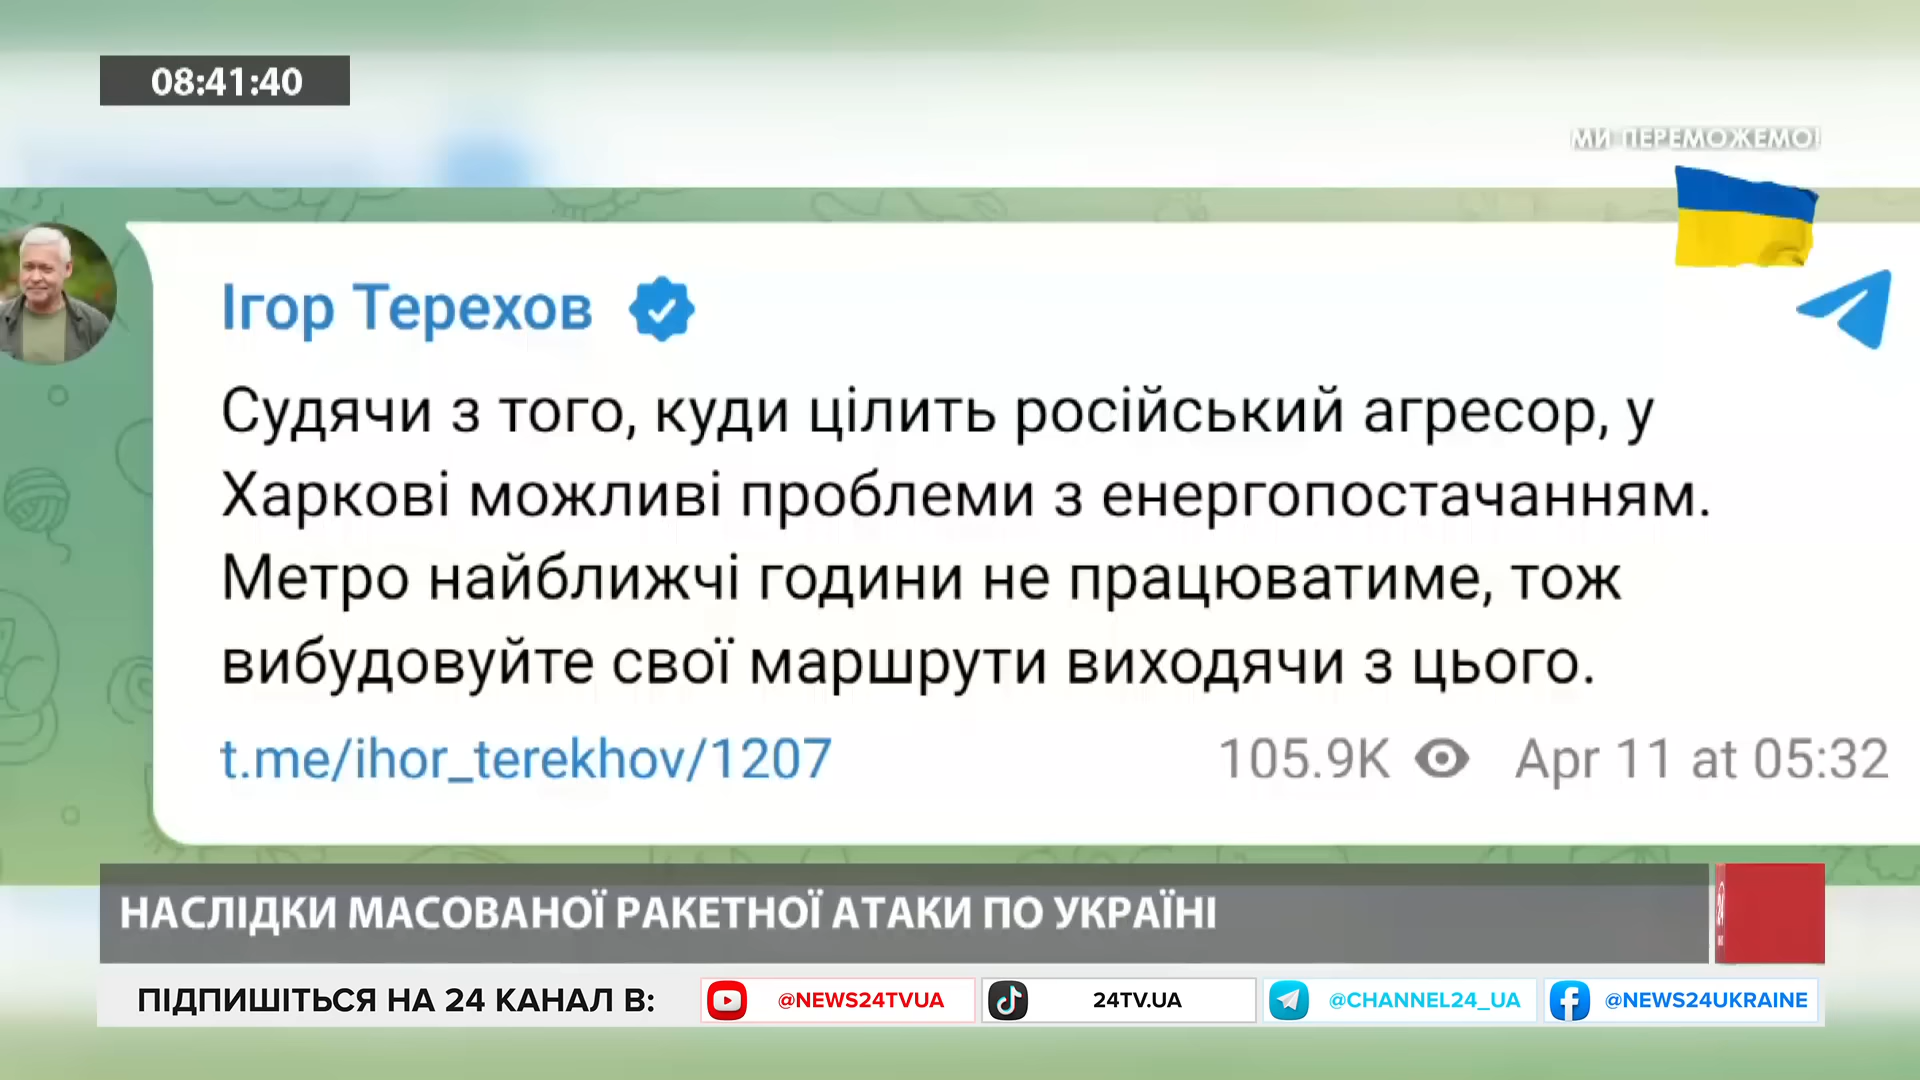 08:41:40
МИ ПЕРЕМОЖЕМО!
Ігор Терехов
Судячи з того, куди цілить російський агресор, у
Харкові можливі проблеми з енергопостачанням.
Метро найближчі години не працюватиме, тож
вибудовуйте свої маршрути виходячи з цього.
t.me/ihor_terekhov/1207 105.9K Apr 11 at 05:32
НАСЛІДКИ МАСОВАНОЇ РАКЕТНОЇ АТАКИ ПО УКРАЇНІ
24
ПІДПИШІТЬСЯ НА 24 КАНАЛ В: @NEWS24TVUA 24TV.UA @CHANNEL24_UA @NEWS24UKRAINE